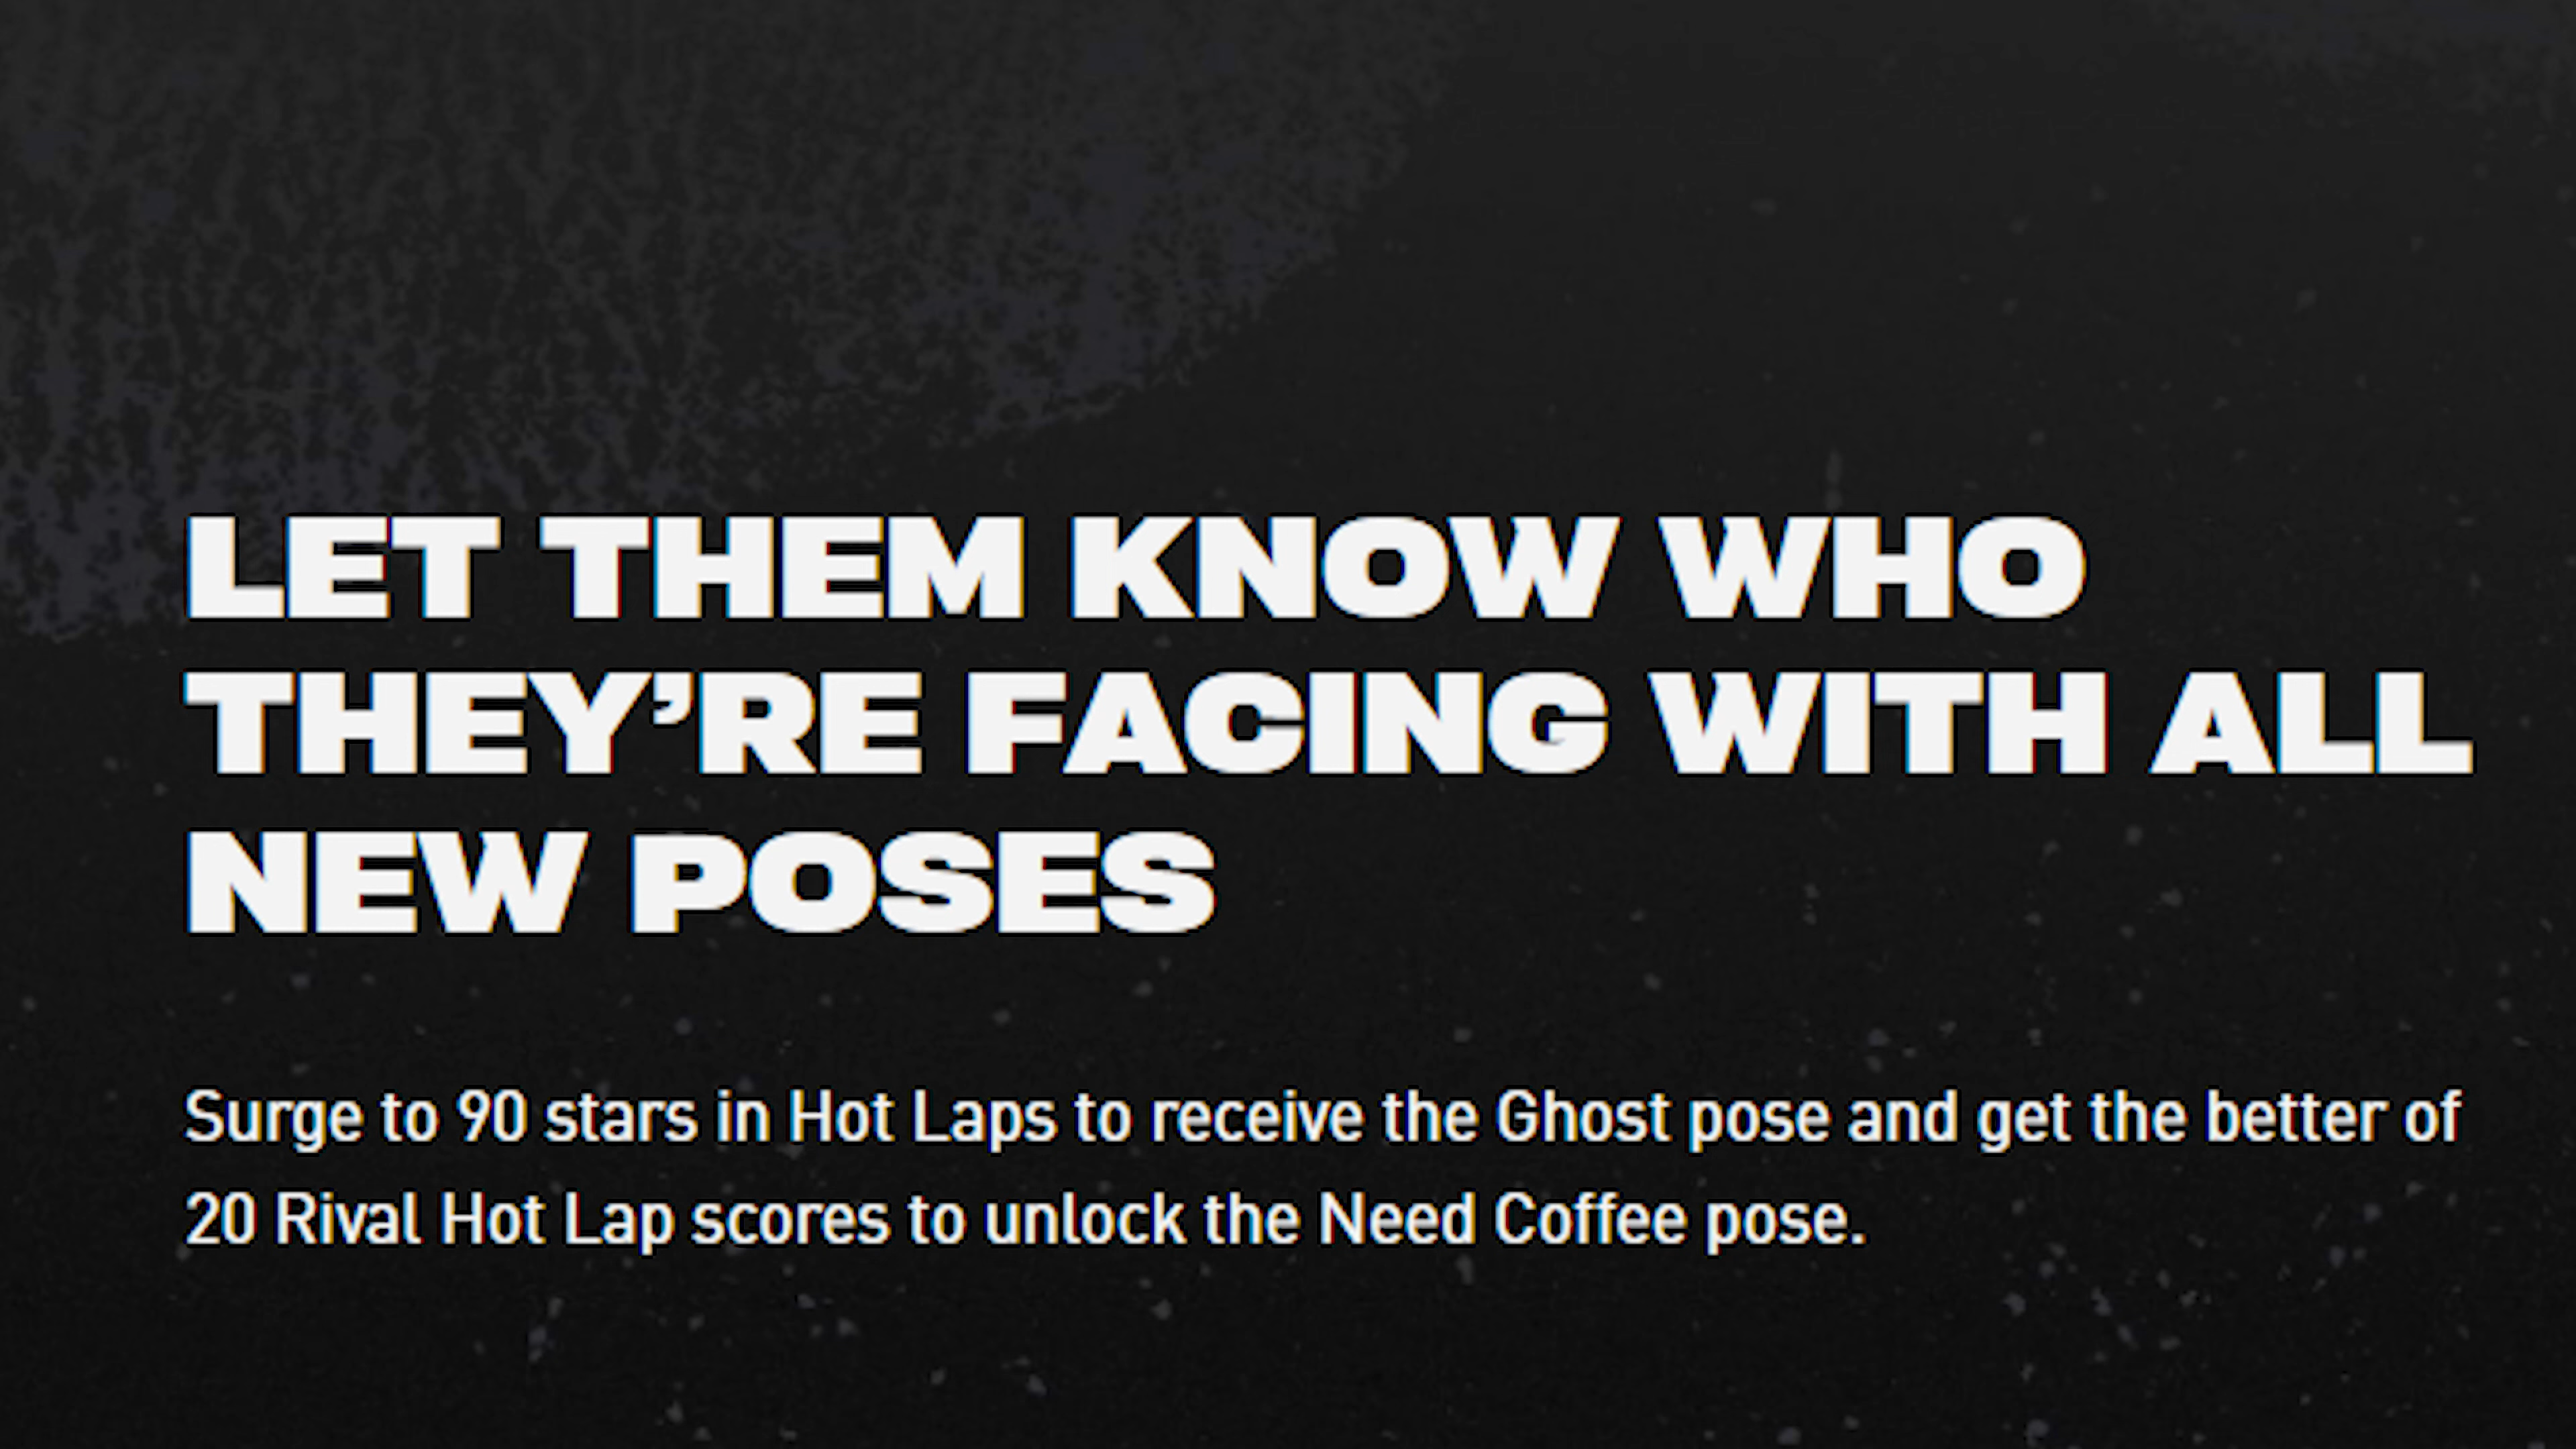 LET THEM KNOW WHO
THEY’RE FACING WITH ALL
NEW POSES
Surge to 90 stars in Hot Laps to receive the Ghost pose and get the better of
20 Rival Hot Lap scores to unlock the Need Coffee pose.